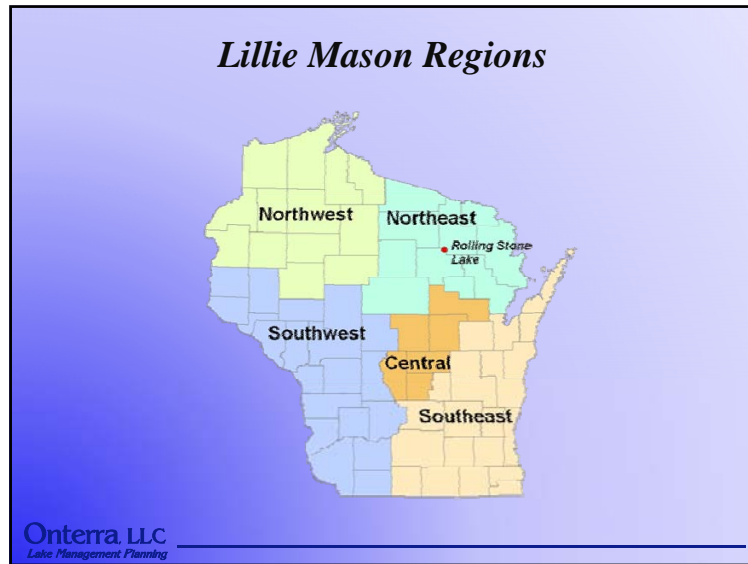 Lillie Mason Regions
Northwest
Northeast
Rolling Stone
Lake
Southwest
Central
Southeast
Onterra, LLC
Lake Management Planning